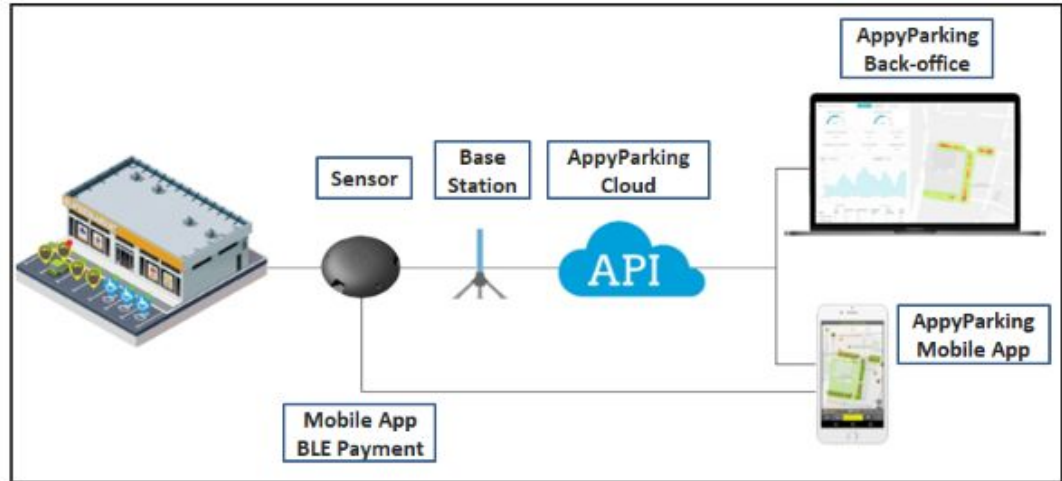 AppyParking
Back-office
Sensor
Base
Station
AppyParking
Cloud
API
AppyParking
Mobile App
Mobile App
BLE Payment